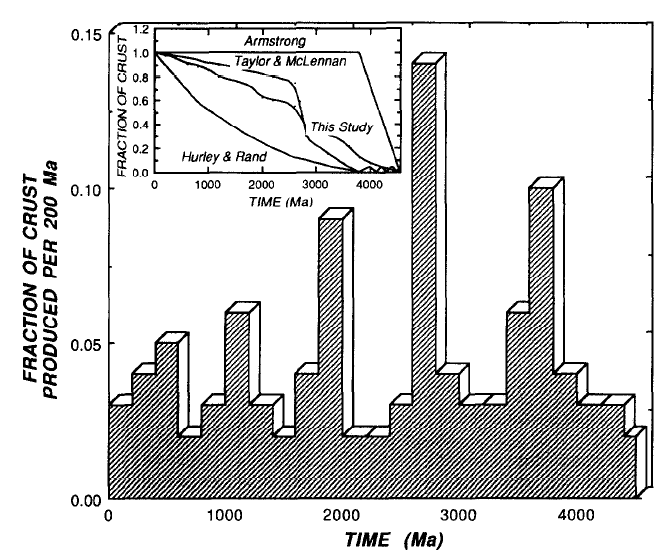 FRACTION OF CRUST
PRODUCED PER 200 Ma
0.15
0.10
0.05
0.00
0
1000
2000
3000
4000
TIME (Ma)
FRACTION OF CRUST
1.2
1.0
0.8
0.6
0.4
0.2
0.0
0
1000
2000
3000
4000
TIME (Ma)
Armstrong
Taylor & McLennan
This Study
Hurley & Rand